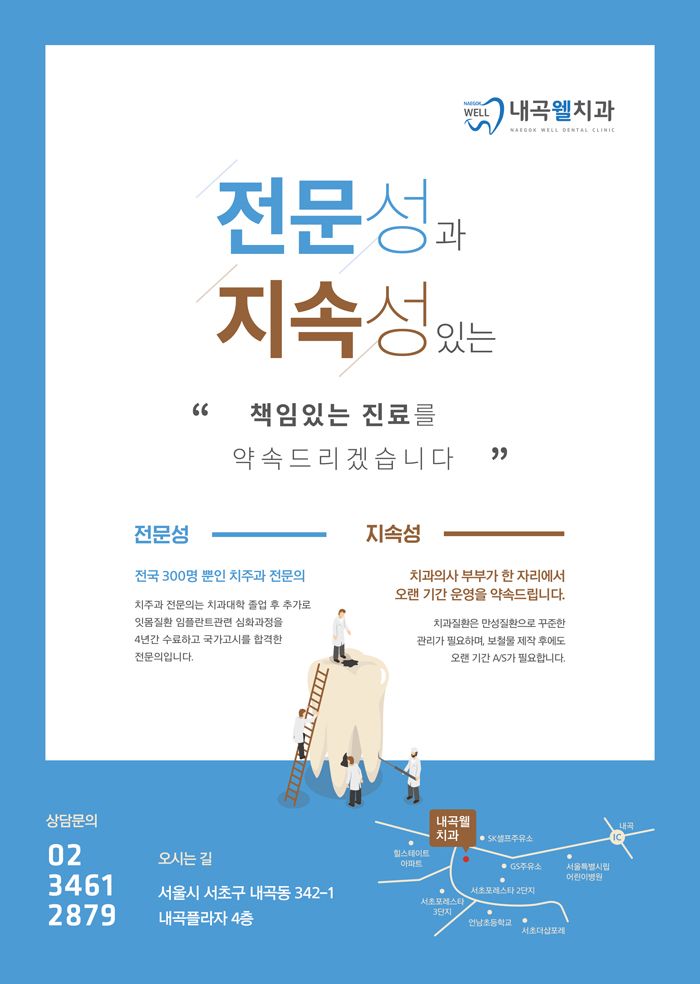 NAEGOK
WELL
내곡웰치과
NAEGOK WELL DENTAL CLINIC
전문성과
지속성있는
“ 책임있는 진료를
약속드리겠습니다 ”
전문성
전국 300명 뿐인 치주과 전문의
치주과 전문의는 치과대학 졸업 후 추가로
잇몸질환 임플란트관련 심화과정을
4년간 수료하고 국가고시를 합격한
전문의입니다.
지속성
치과의사 부부가 한 자리에서
오랜 기간 운영을 약속드립니다.
치과질환은 만성질환으로 꾸준한
관리가 필요하며, 보철물 제작 후에도
오랜 기간 A/S가 필요합니다.
상담문의
02
3461
2879
오시는 길
서울시 서초구 내곡동 342-1
내곡플라자 4층
내곡웰
치과
SK셀프주유소
내곡
IC
힐스테이트
아파트
GS주유소
서울특별시립
어린이병원
서초포레스타 2단지
서초포레스타
3단지
언남초등학교
서초더샵포레